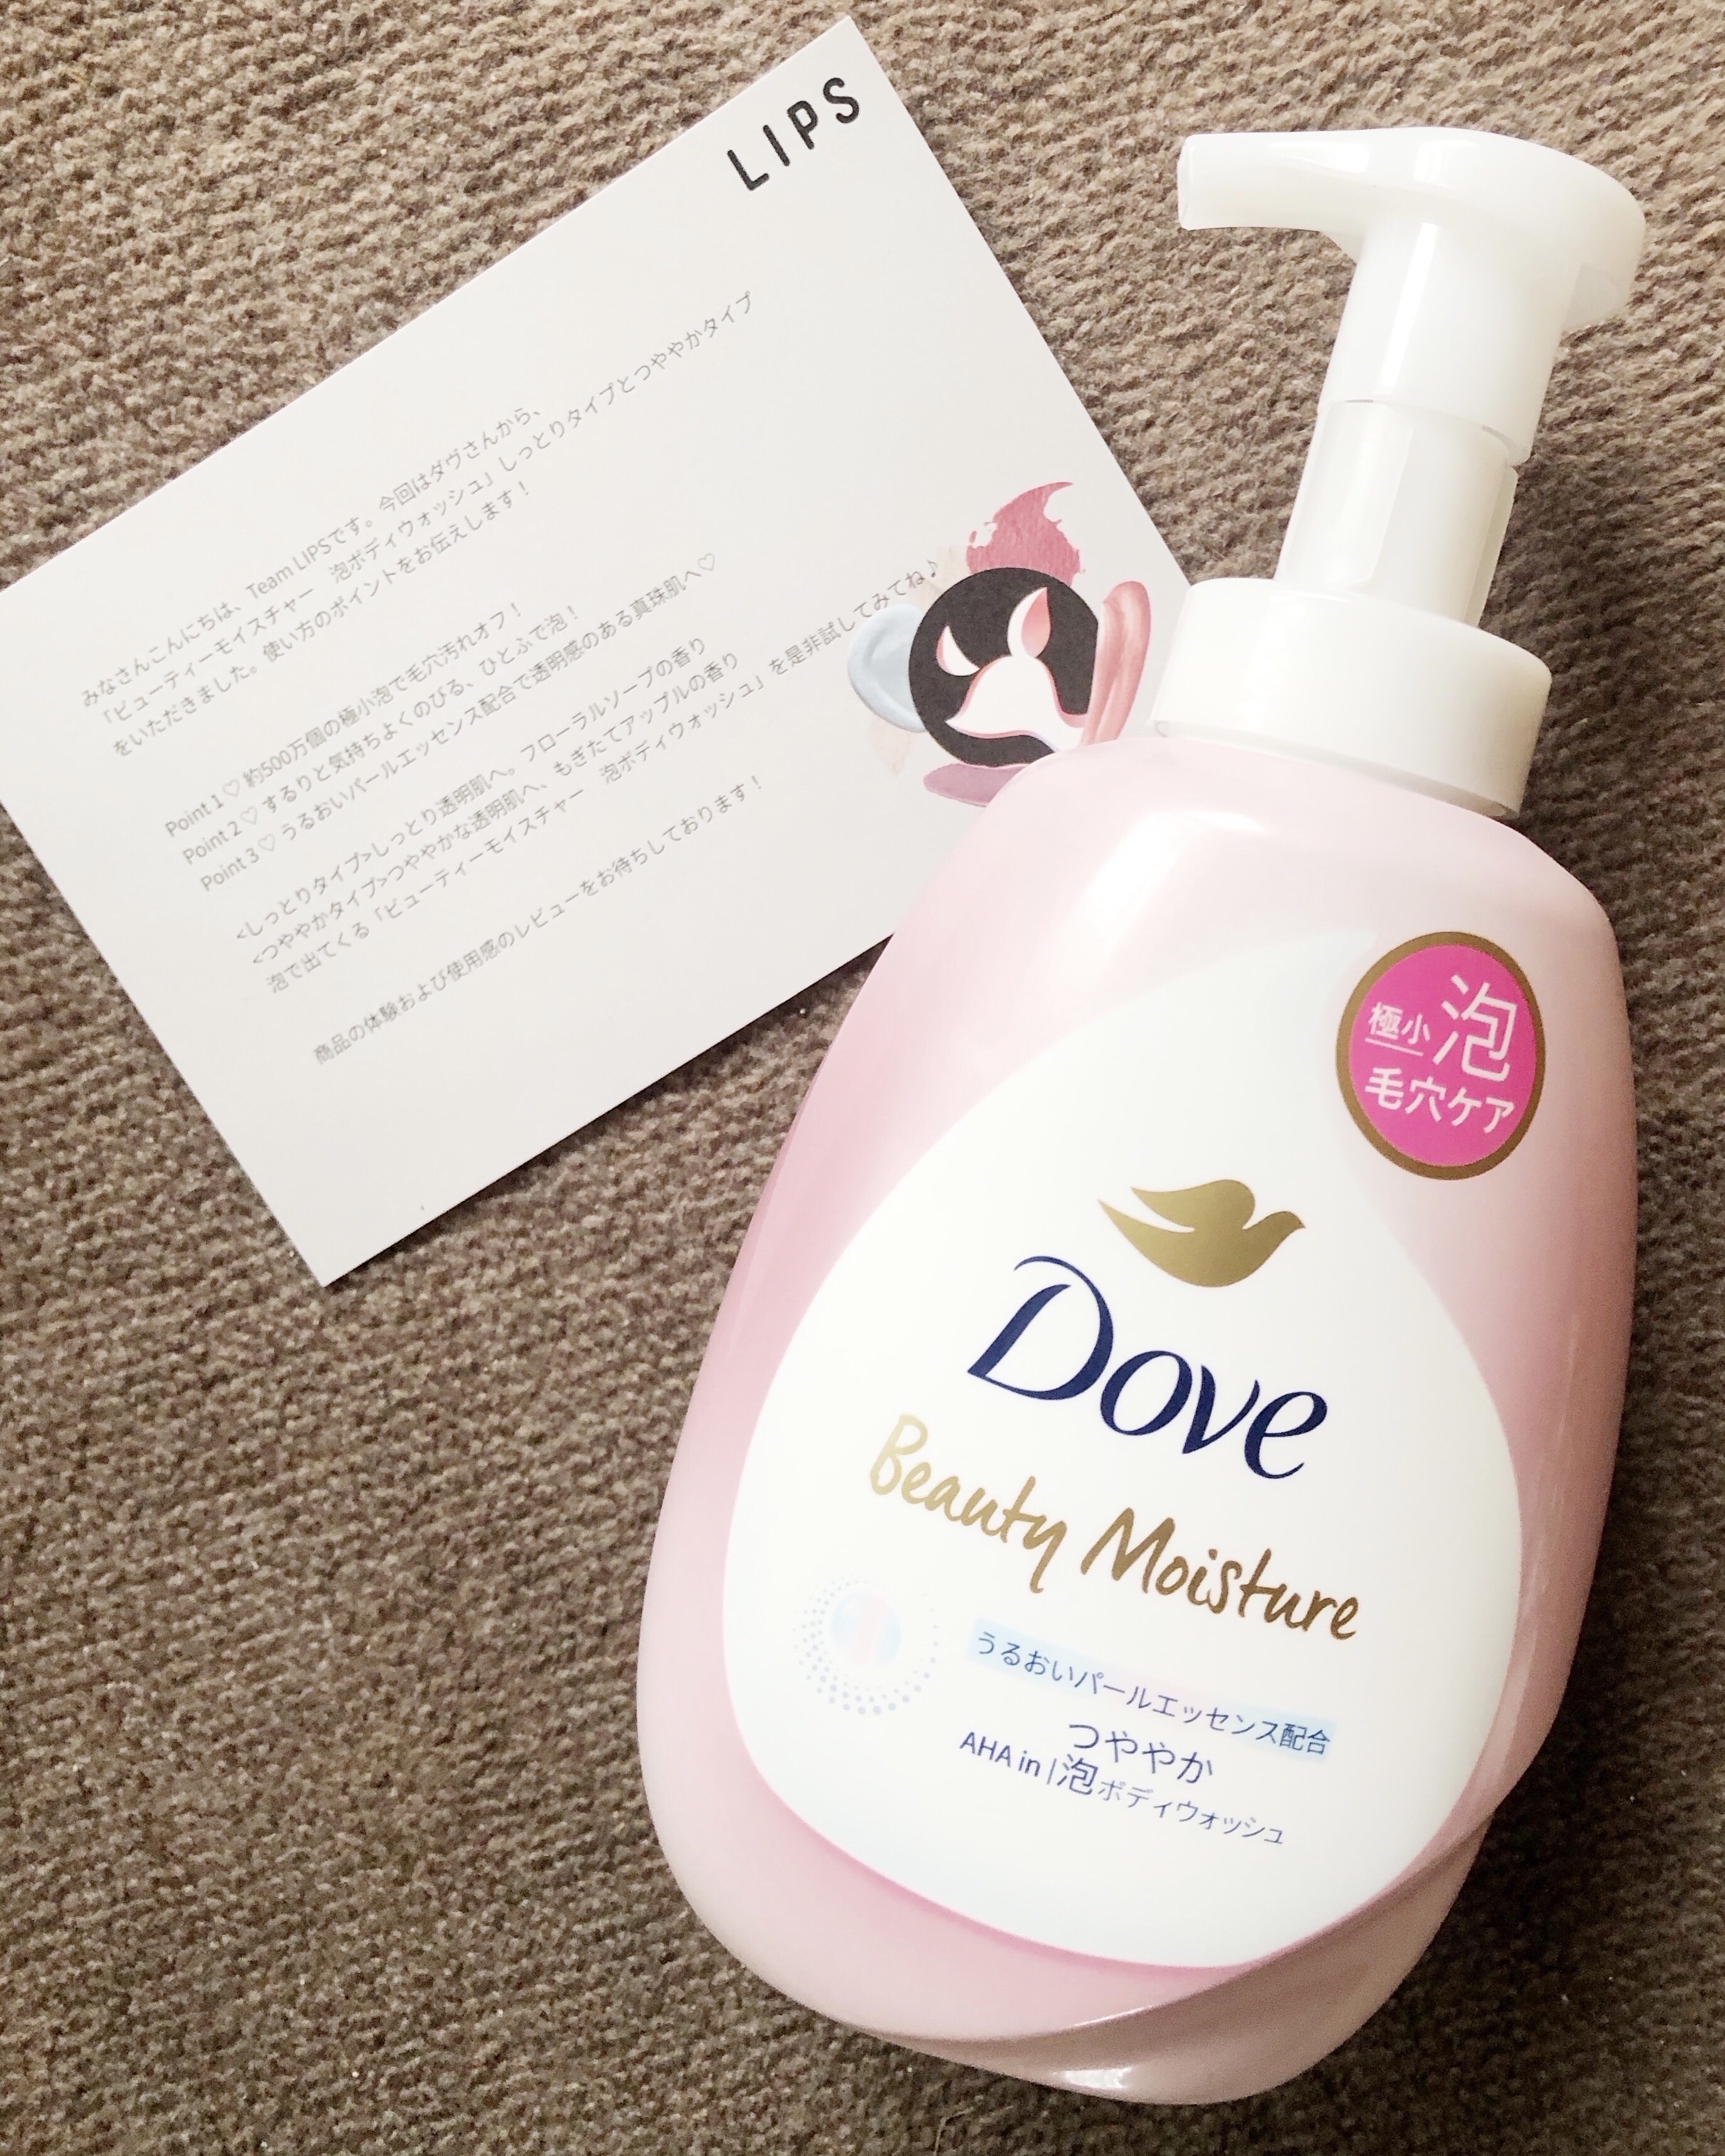 LIPS
みなさんこんにちは、Team LIPSです。今回はダヴさんから、
「ビューティーモイスチャー　泡ボディウォッシュ」しっとりタイプとつややかタイプ
をいただきました。使い方のポイントをお伝えします！
Point 1♡約500万個の極小泡で毛穴汚れオフ！
Point 2♡するりと気持ちよくのびる、ひとふで泡！
Point 3♡うるおいパールエッセンス配合で透明感のある真珠肌へ♡
<しっとりタイプ>しっとり透明肌へ。フローラルソープの香り
<つややかタイプ>つややかな透明肌へ、もぎたてアップルの香り
泡で出てくる「ビューティーモイスチャー　泡ボディウォッシュ」を是非試してみてね♪
商品の体験および使用感のレビューをお待ちしております！
極小泡
毛穴ケア
Dove
Beauty Moisture
うるおいパールエッセンス配合
つややか
AHA in | 泡ボディウォッシュ